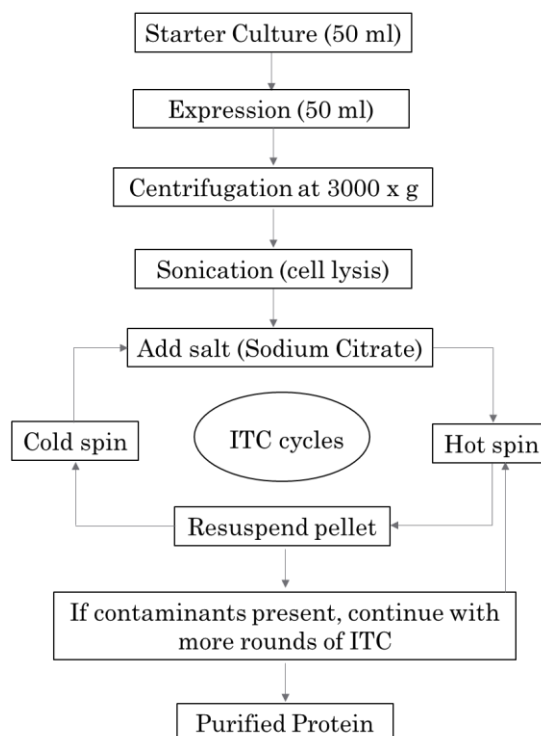 Starter Culture (50 ml)
Expression (50 ml)
Centrifugation at 3000 x g
Sonication (cell lysis)
Add salt (Sodium Citrate)
Cold spin
ITC cycles
Hot spin
Resuspend pellet
If contaminants present, continue with
more rounds of ITC
Purified Protein